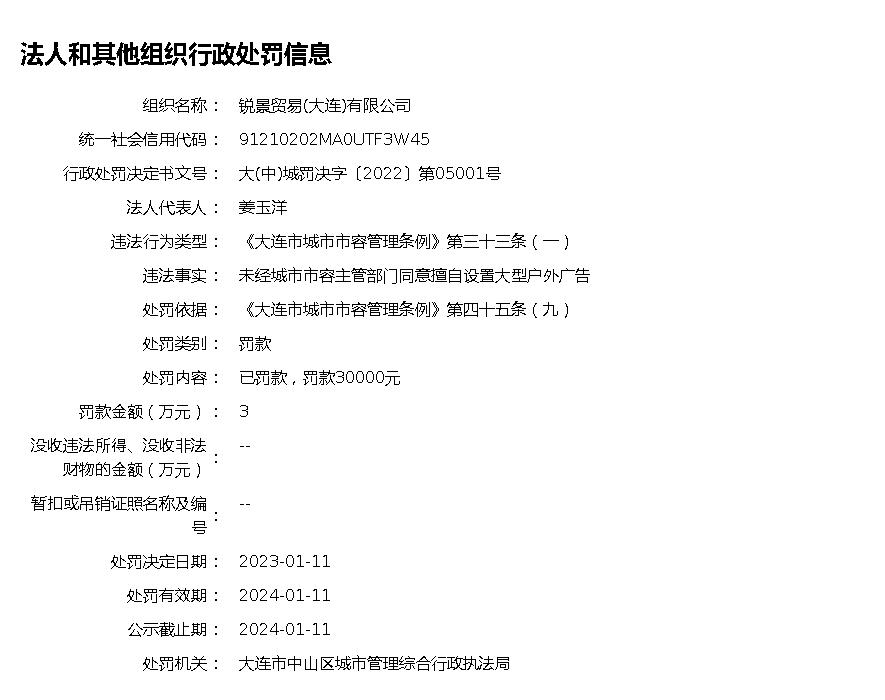 法人和其他组织行政处罚信息
组织名称： 锐景贸易(大连)有限公司
统一社会信用代码： 91210202MA0UTF3W45
行政处罚决定书文号： 大(中)城罚决字〔2022〕第05001号
法人代表人： 姜玉洋
违法行为类型： 《大连市城市市容管理条例》第三十三条（一）
违法事实： 未经城市市容主管部门同意擅自设置大型户外广告
处罚依据： 《大连市城市市容管理条例》第四十五条（九）
处罚类别： 罚款
处罚内容： 已罚款，罚款30000元
罚款金额（万元）： 3
没收违法所得、没收非法 --
财物的金额（万元）：
暂扣或吊销证照名称及编 --
号：
处罚决定日期： 2023-01-11
处罚有效期： 2024-01-11
公示截止期： 2024-01-11
处罚机关： 大连市中山区城市管理综合行政执法局